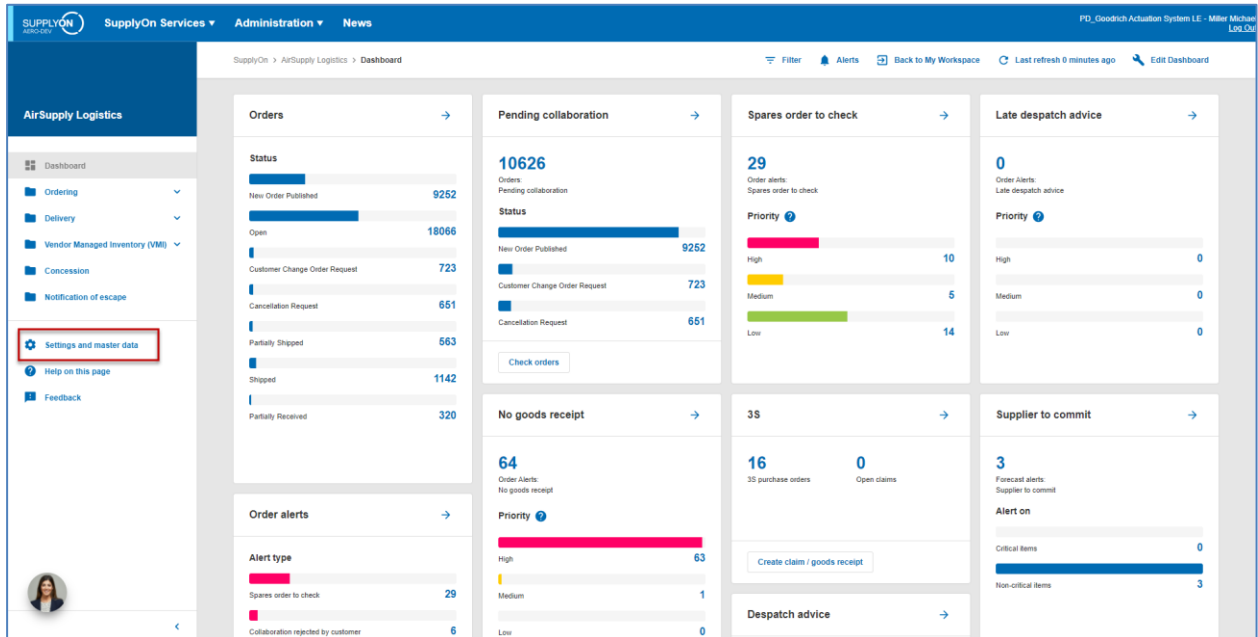 SUPPLYON
AERO-DEV
SupplyOn Services ▾
Administration ▾
News
PD_Goodrich Actuation System LE - Miller Michael
Log Out
AirSupply Logistics
Dashboard
Ordering
Delivery
Vendor Managed Inventory (VMI)
Concession
Notification of escape
Settings and master data
Help on this page
Feedback
SupplyOn > AirSupply Logistics > Dashboard
Filter
Alerts
Back to My Workspace
Last refresh 0 minutes ago
Edit Dashboard
Orders
Status
New Order Published 9252
Open 18066
Customer Change Order Request 723
Cancellation Request 651
Partially Shipped 563
Shipped 1142
Partially Received 320
Order alerts
Alert type
Spares order to check 29
Collaboration rejected by customer 6
Pending collaboration
10626
Orders:
Pending collaboration
Status
New Order Published 9252
Customer Change Order Request 723
Cancellation Request 651
Check orders
No goods receipt
64
Order Alerts:
No goods receipt
Priority ?
High 63
Medium 1
Low 0
Spares order to check
29
Order alerts:
Spares order to check
Priority ?
High 10
Medium 5
Low 14
3S
16 0
3S purchase orders Open claims
Create claim / goods receipt
Despatch advice
Late despatch advice
0
Order Alerts:
Late despatch advice
Priority ?
High 0
Medium 0
Low 0
Supplier to commit
3
Forecast alerts:
Supplier to commit
Alert on
Critical items 0
Non-critical items 3